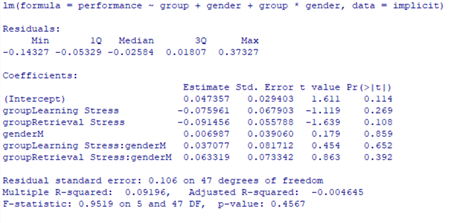 lm(formula = performance ~ group + gender + group * gender, data = implicit)
Residuals:
Min 1Q Median 3Q Max
-0.14327 -0.05329 -0.02584 0.01807 0.37327
Coefficients:
Estimate Std. Error t value Pr(>|t|)
(Intercept) 0.047357 0.029403 1.611 0.114
groupLearning Stress -0.075961 0.067903 -1.119 0.269
groupRetrieval Stress -0.091456 0.055788 -1.639 0.108
genderM 0.006987 0.039060 0.179 0.859
groupLearning Stress:genderM 0.037077 0.081712 0.454 0.652
groupRetrieval Stress:genderM 0.063319 0.073342 0.863 0.392
Residual standard error: 0.106 on 47 degrees of freedom
Multiple R-squared: 0.09196, Adjusted R-squared: -0.004645
F-statistic: 0.9519 on 5 and 47 DF, p-value: 0.4567